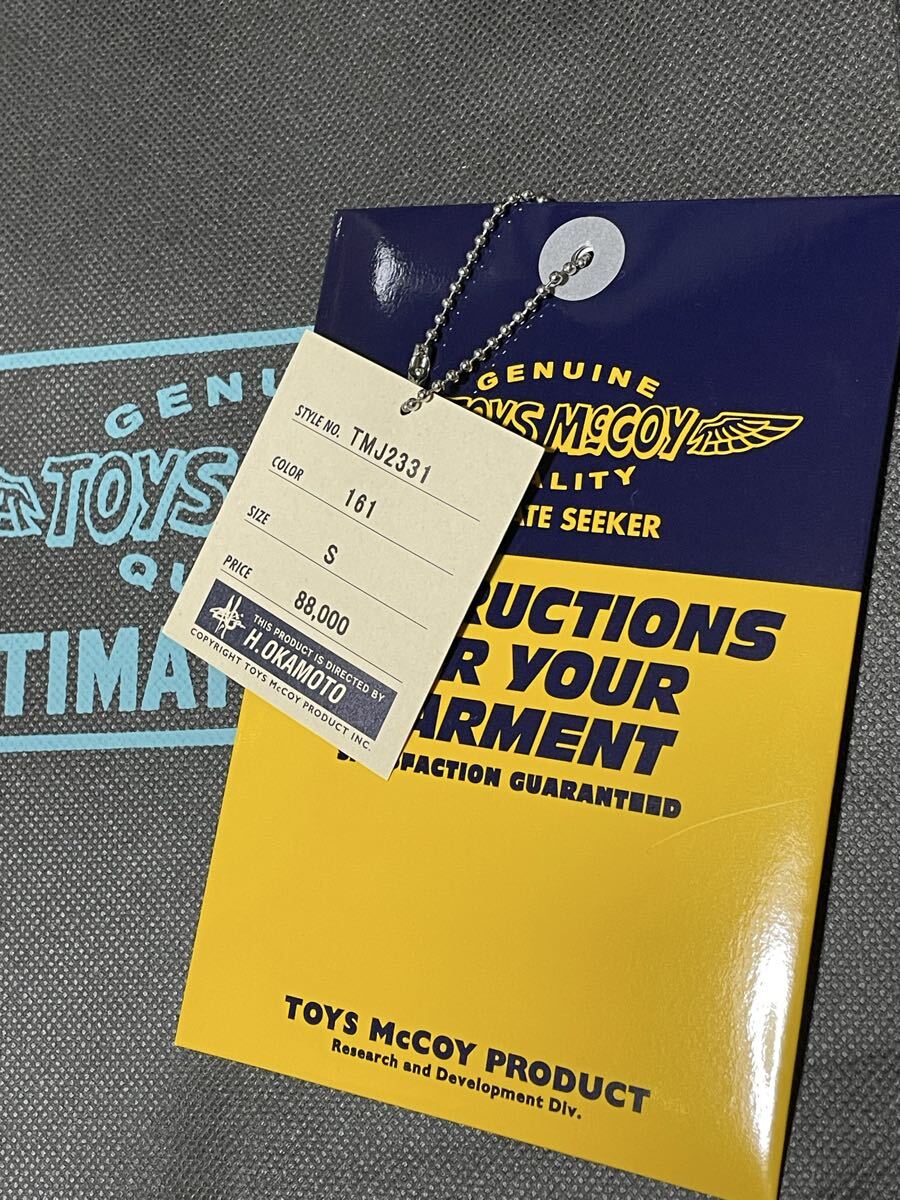 GENU
TOYS
QU
TIMA
STYLE NO. TMJ2331
COLOR 161
SIZE S
PRICE 88,000
THIS PRODUCT IS DIRECTED BY
H. OKAMOTO
COPYRIGHT TOYS McCOY PRODUCT INC.
GENUINE
TOYS McCOY
ALITY
ATE SEEKER
RUCTIONS
R YOUR
ARMENT
FACTION GUARANTEED
TOYS McCOY PRODUCT
Research and Development Div.